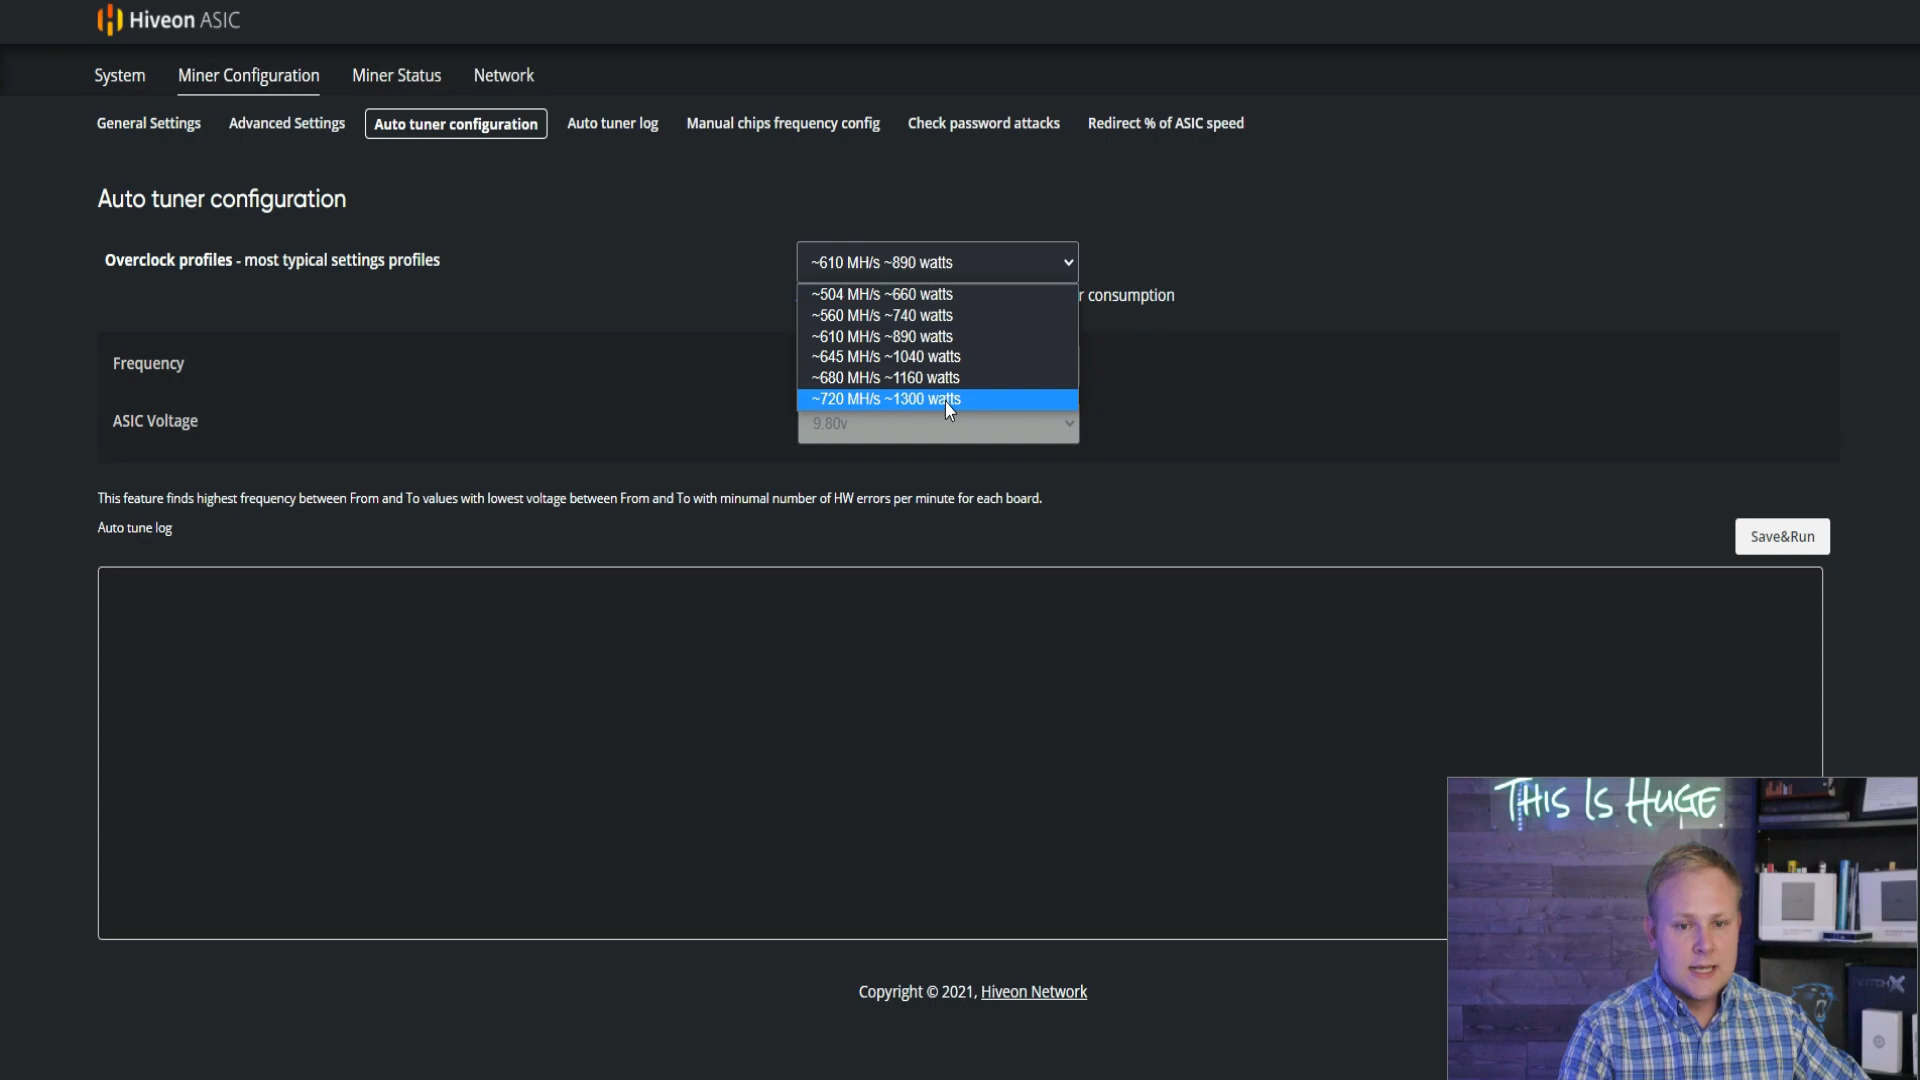 Hiveon ASIC
System Miner Configuration Miner Status Network
General Settings Advanced Settings Auto tuner configuration Auto tuner log Manual chips frequency config Check password attacks Redirect % of ASIC speed
Auto tuner configuration
Overclock profiles - most typical settings profiles
~610 MH/s ~890 watts
~504 MH/s ~660 watts
r consumption
~560 MH/s ~740 watts
~610 MH/s ~890 watts
~645 MH/s ~1040 watts
~680 MH/s ~1160 watts
~720 MH/s ~1300 watts
Frequency
ASIC Voltage
9.80v
This feature finds highest frequency between From and To values with lowest voltage between From and To with minumal number of HW errors per minute for each board.
Auto tune log
Save&Run
THIS IS HUGE
Copyright © 2021, Hiveon Network